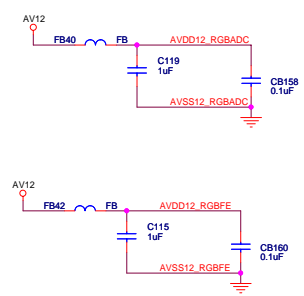 AV12
FB40 FB AVDD12_RGBADC
C119
1uF
CB158
0.1uF
AVSS12_RGBADC
AV12
FB42 FB AVDD12_RGBFE
C115
1uF
CB160
0.1uF
AVSS12_RGBFE